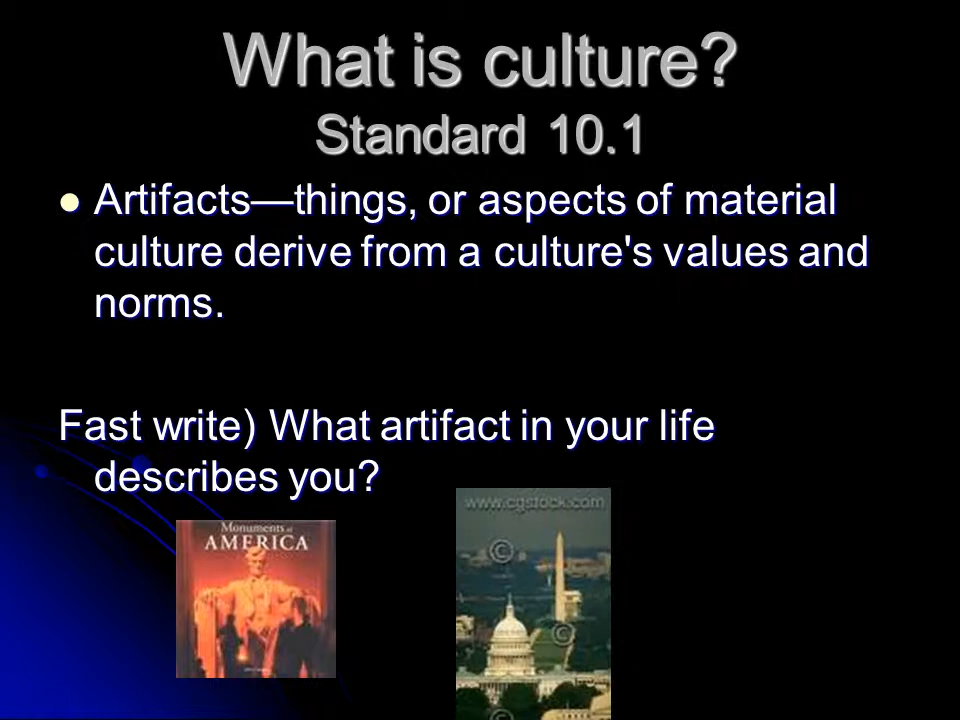 What is culture?
Standard 10.1
Artifacts—things, or aspects of material
culture derive from a culture's values and
norms.
Fast write) What artifact in your life
describes you?
www.cgstock.com
Monuments of
AMERICA
©
©
©